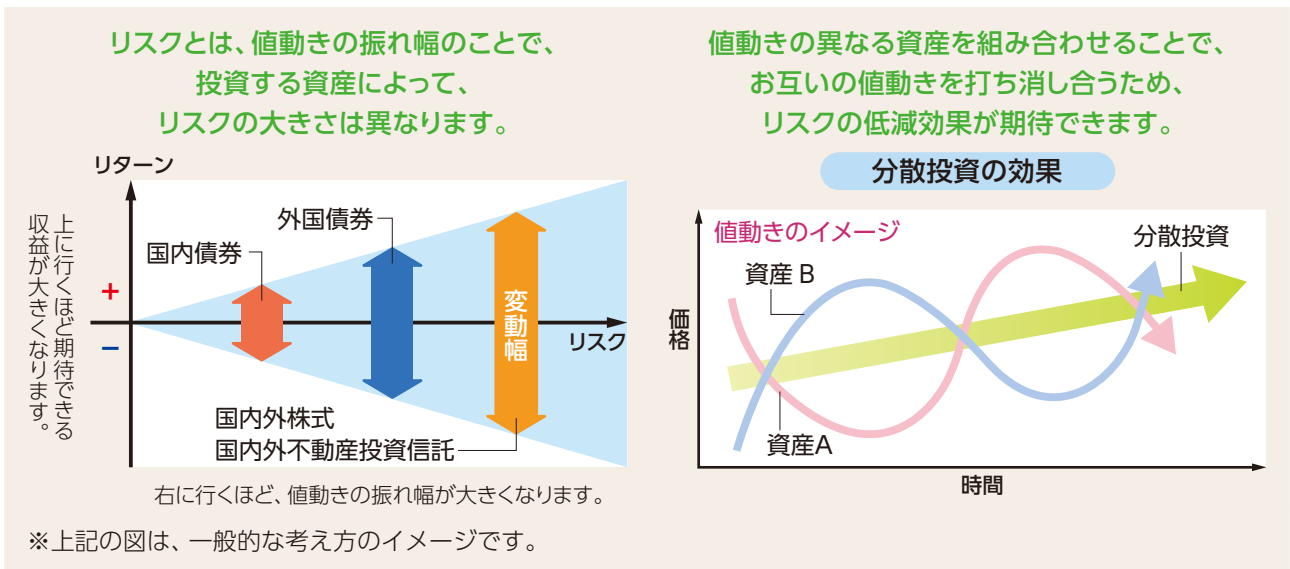 リスクとは、値動きの振れ幅のことで、
投資する資産によって、
リスクの大きさは異なります。
リターン
上に行くほど期待できる
収益が大きくなります。
+
−
国内債券
外国債券
変動幅
リスク
国内外株式
国内外不動産投資信託
右に行くほど、値動きの振れ幅が大きくなります。
※上記の図は、一般的な考え方のイメージです。
値動きの異なる資産を組み合わせることで、
お互いの値動きを打ち消し合うため、
リスクの低減効果が期待できます。
分散投資の効果
値動きのイメージ
分散投資
資産 B
価格
資産A
時間